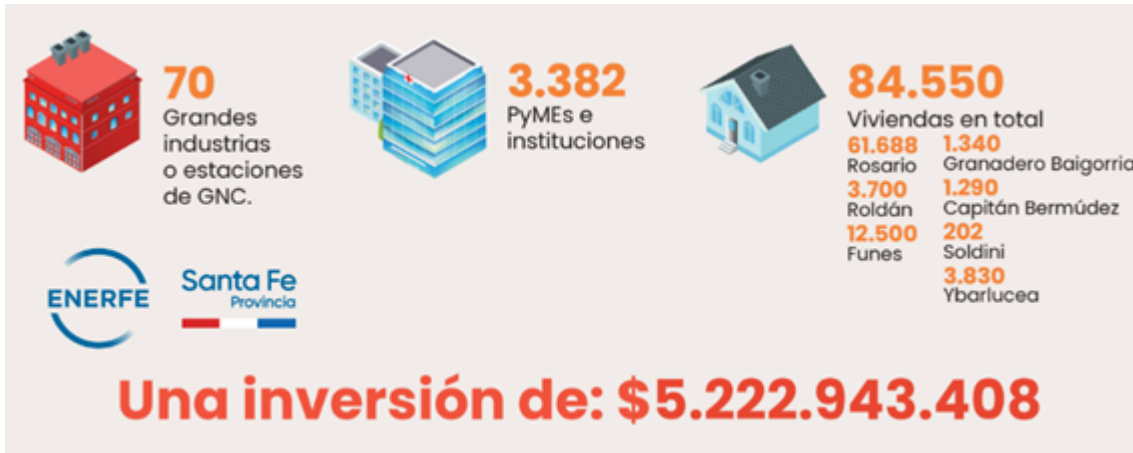 70
Grandes
industrias
o estaciones
de GNC.
3.382
PyMEs e
instituciones
84.550
Viviendas en total
61.688
Rosario
3.700
Roldán
12.500
Funes
1.340
Granadero Baigorria
1.290
Capitán Bermúdez
202
Soldini
3.830
Ybarlucea
ENERFE
Santa Fe
Provincia
Una inversión de: $5.222.943.408